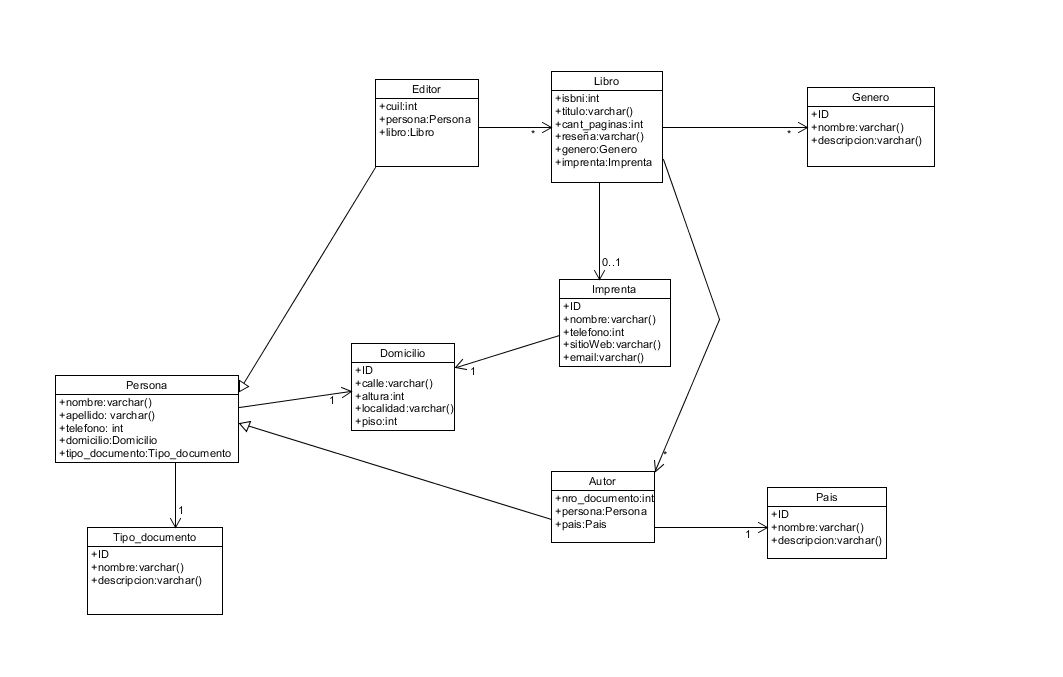 Editor
+cuil:int
+persona:Persona
+libro:Libro
*
Libro
+isbni:int
+titulo:varchar()
+cant_paginas:int
+reseña:varchar()
+genero:Genero
+imprenta:Imprenta
*
Genero
+ID
+nombre:varchar()
+descripcion:varchar()
0..1
Imprenta
+ID
+nombre:varchar()
+telefono:int
+sitioWeb:varchar()
+email:varchar()
1
Domicilio
+ID
+calle:varchar()
+altura:int
+localidad:varchar()
+piso:int
1
Persona
+nombre:varchar()
+apellido: varchar()
+telefono: int
+domicilio:Domicilio
+tipo_documento:Tipo_documento
1
Tipo_documento
+ID
+nombre:varchar()
+descripcion:varchar()
*
Autor
+nro_documento:int
+persona:Persona
+pais:Pais
1
Pais
+ID
+nombre:varchar()
+descripcion:varchar()